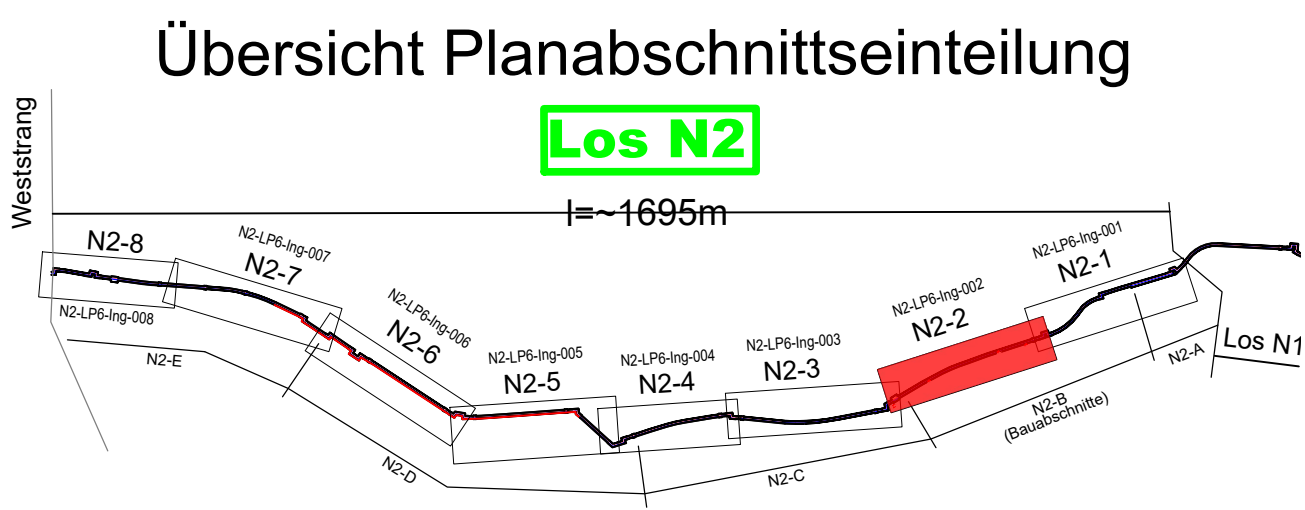 Übersicht Planabschnittseinteilung
Weststrang
Los N2
l=~1695m
N2-8
N2-LP6-Ing-008
N2-LP6-Ing-007
N2-7
N2-LP6-Ing-006
N2-6
N2-LP6-Ing-005
N2-5
N2-LP6-Ing-004
N2-4
N2-LP6-Ing-003
N2-3
N2-LP6-Ing-002
N2-2
N2-LP6-Ing-001
N2-1
Los N1
N2-E
N2-D
N2-C
N2-B
(Bauabschnitte)
N2-A